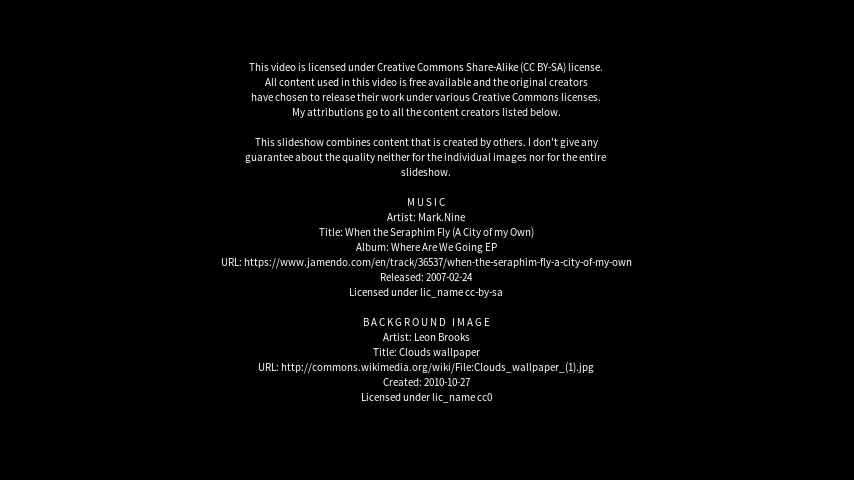 This video is licensed under Creative Commons Share-Alike (CC BY-SA) license.
All content used in this video is free available and the original creators
have chosen to release their work under various Creative Commons licenses.
My attributions go to all the content creators listed below.
This slideshow combines content that is created by others. I don't give any
guarantee about the quality neither for the individual images nor for the entire
slideshow.
M U S I C
Artist: Mark.Nine
Title: When the Seraphim Fly (A City of my Own)
Album: Where Are We Going EP
URL: https://www.jamendo.com/en/track/36537/when-the-seraphim-fly-a-city-of-my-own
Released: 2007-02-24
Licensed under lic_name cc-by-sa
B A C K G R O U N D   I M A G E
Artist: Leon Brooks
Title: Clouds wallpaper
URL: http://commons.wikimedia.org/wiki/File:Clouds_wallpaper_(1).jpg
Created: 2010-10-27
Licensed under lic_name cc0